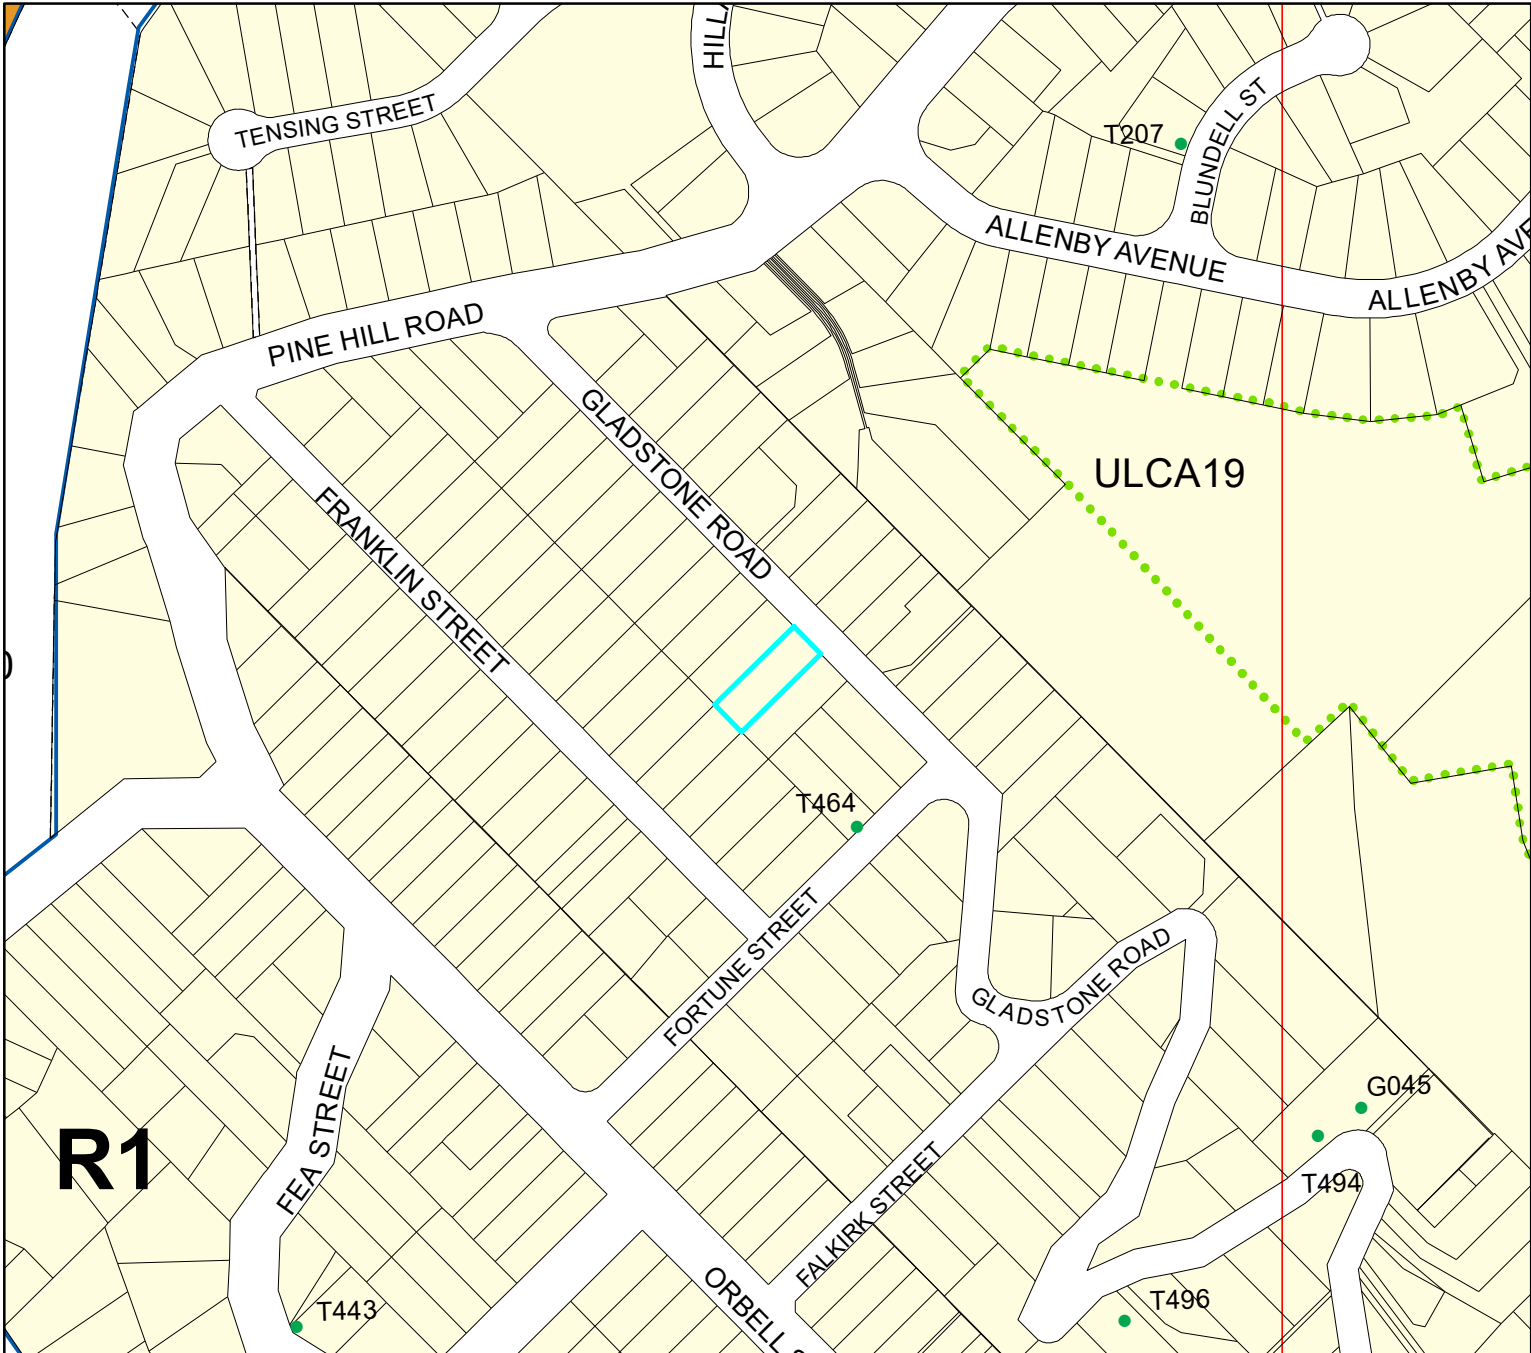 HILL
TENSING STREET
T207
BLUNDELL ST
ALLENBY AVENUE
ALLENBY AVE
PINE HILL ROAD
GLADSTONE ROAD
ULCA19
FRANKLIN STREET
T464
FORTUNE STREET
GLADSTONE ROAD
FEA STREET
R1
G045
T494
FALKIRK STREET
T496
T443
ORBELL S